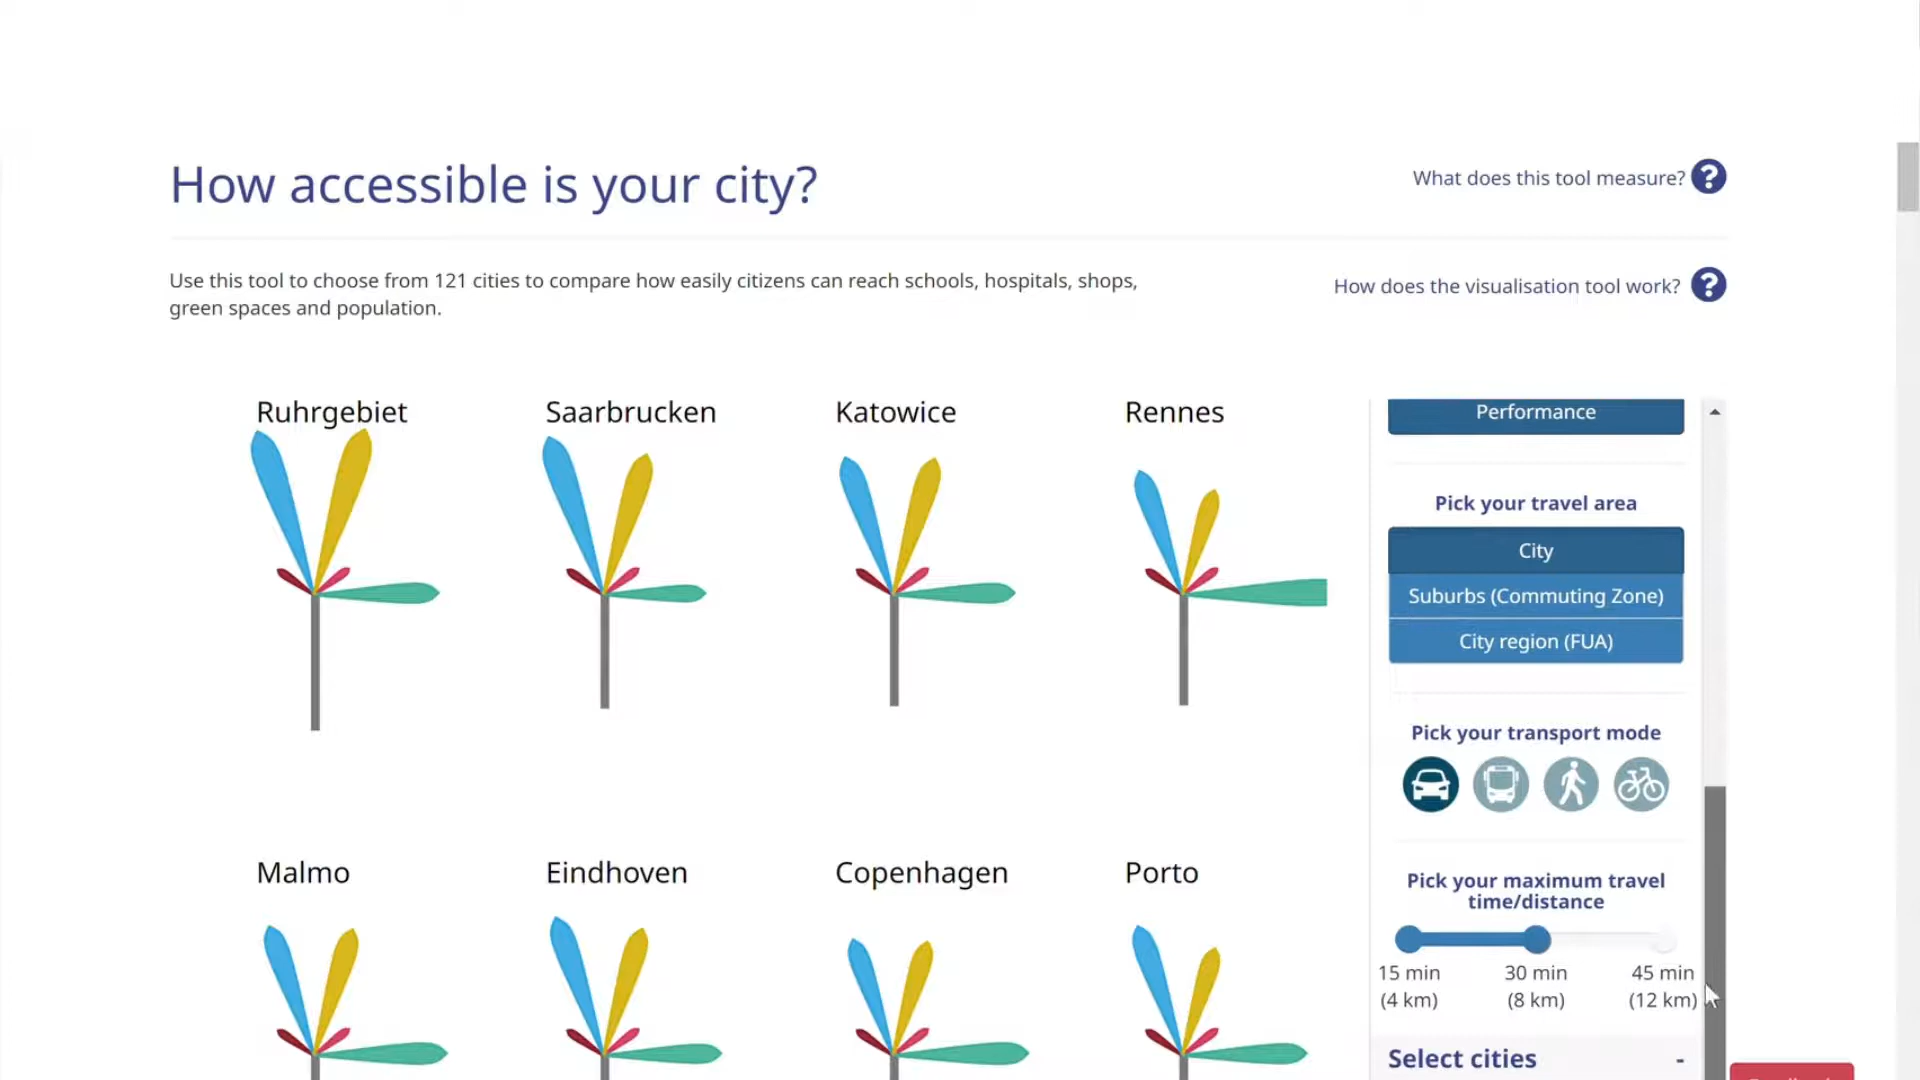 How accessible is your city?
What does this tool measure?
Use this tool to choose from 121 cities to compare how easily citizens can reach schools, hospitals, shops,
green spaces and population.
How does the visualisation tool work?
Ruhrgebiet
Saarbrucken
Katowice
Rennes
Performance
Pick your travel area
City
Suburbs (Commuting Zone)
City region (FUA)
Pick your transport mode
Malmo
Eindhoven
Copenhagen
Porto
Pick your maximum travel
time/distance
15 min
(4 km)
30 min
(8 km)
45 min
(12 km)
Select cities
-